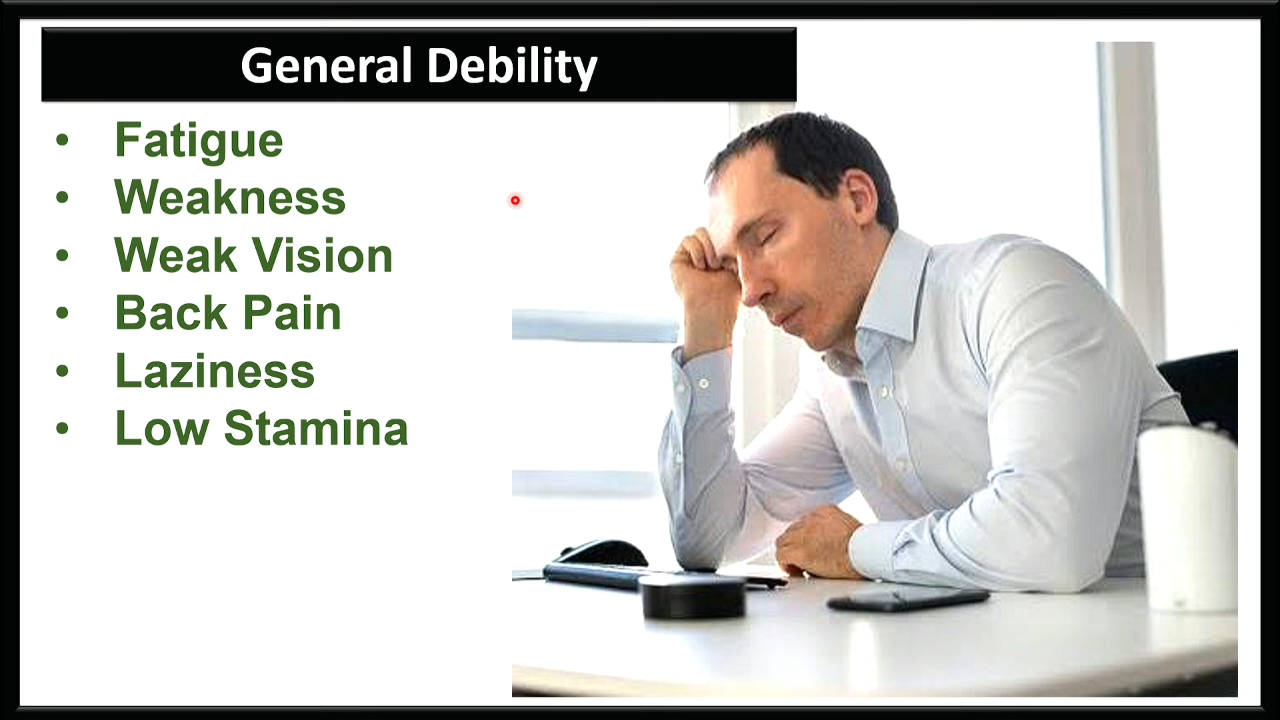 General Debility
• Fatigue
• Weakness
• Weak Vision
• Back Pain
• Laziness
• Low Stamina